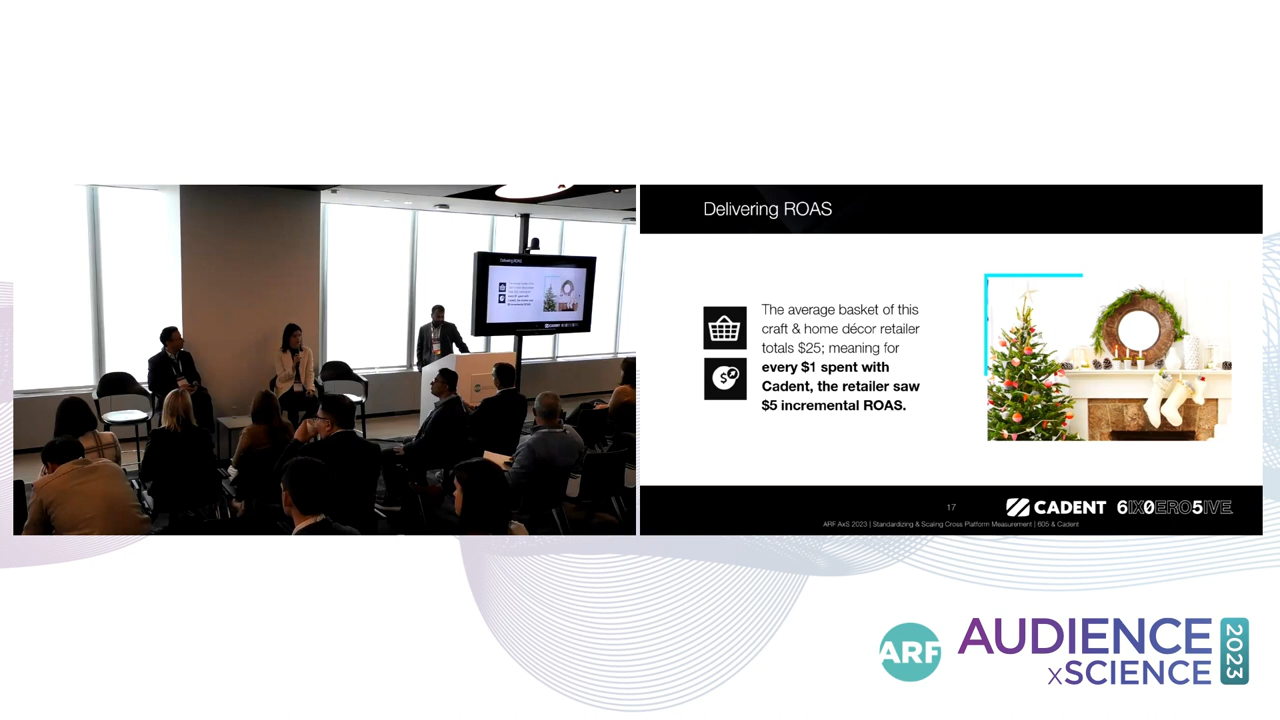 Delivering ROAS
The average basket of this
craft & home décor retailer
totals $25; meaning for
every $1 spent with
Cadent, the retailer saw
$5 incremental ROAS.
17
CADENT
6IX0ERO5IVE
ARF AxS 2023 | Standardizing & Scaling Cross Platform Measurement | 605 & Cadent
Delivering ROAS
ARF
AUDIENCE
xSCIENCE
2023